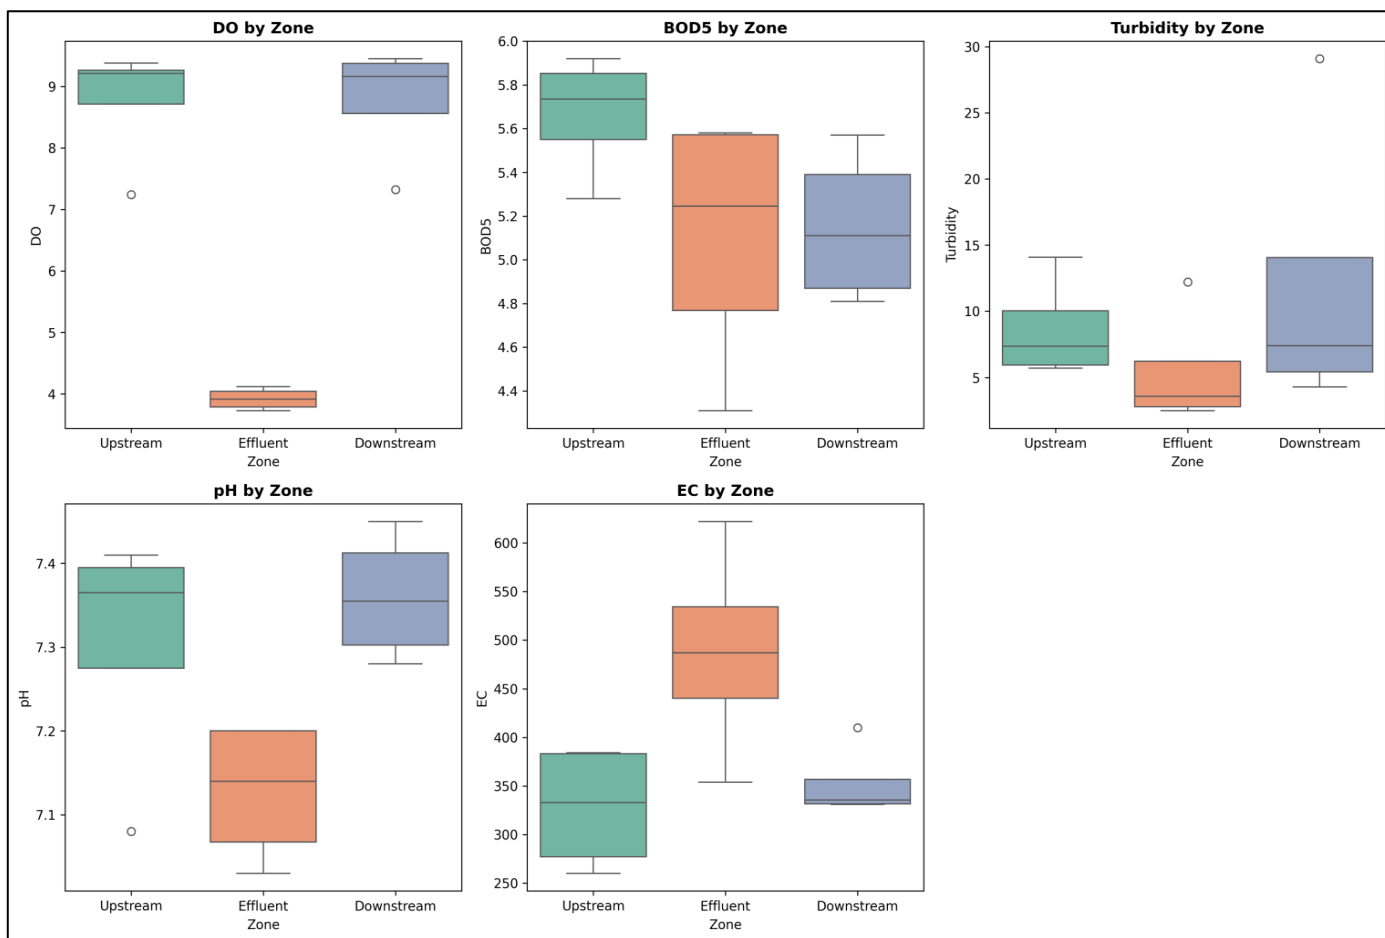 DO by Zone
DO
9
8
7
6
5
4
Upstream
Effluent
Downstream
Zone
BOD5 by Zone
BOD5
6.0
5.8
5.6
5.4
5.2
5.0
4.8
4.6
4.4
Upstream
Effluent
Downstream
Zone
Turbidity by Zone
Turbidity
30
25
20
15
10
5
Upstream
Effluent
Downstream
Zone
pH by Zone
pH
7.4
7.3
7.2
7.1
Upstream
Effluent
Downstream
Zone
EC by Zone
EC
600
550
500
450
400
350
300
250
Upstream
Effluent
Downstream
Zone